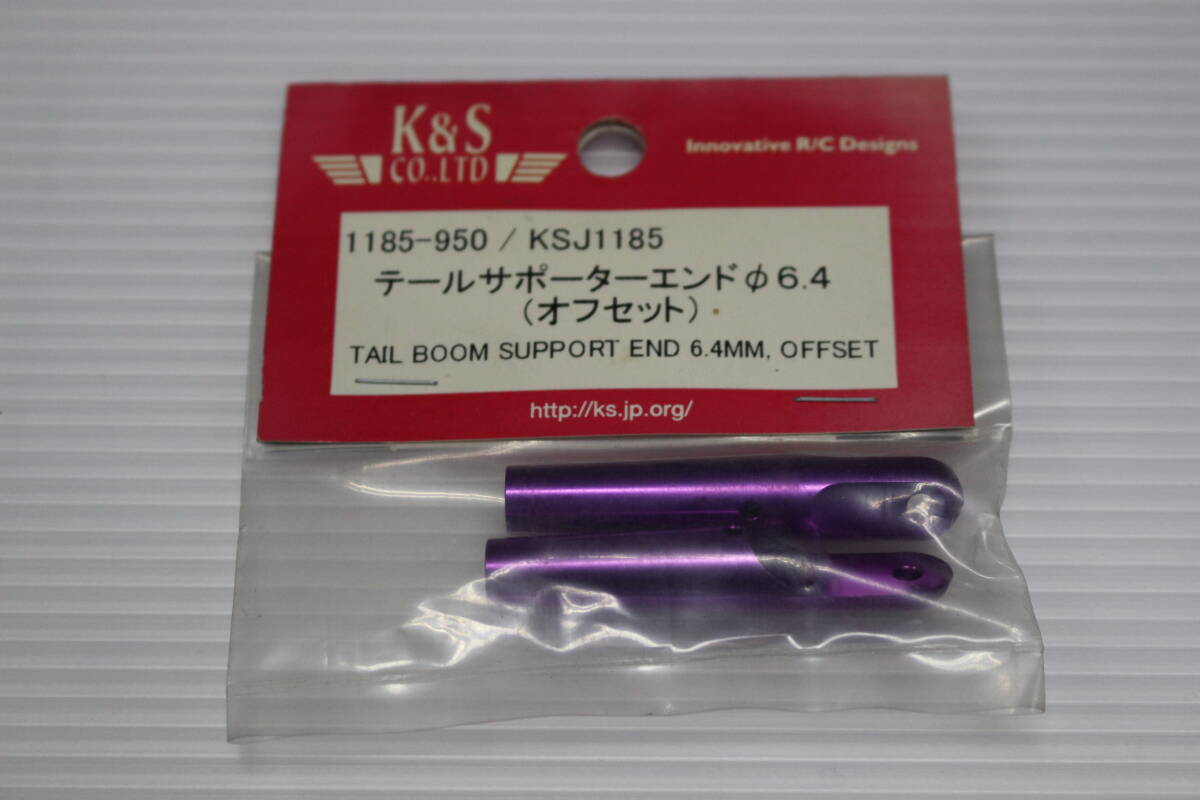 K&S
CO.,LTD
Innovative R/C Designs
1185-950 / KSJ1185
テールサポーターエンドφ6.4
(オフセット)
TAIL BOOM SUPPORT END 6.4MM, OFFSET
http://ks.jp.org/